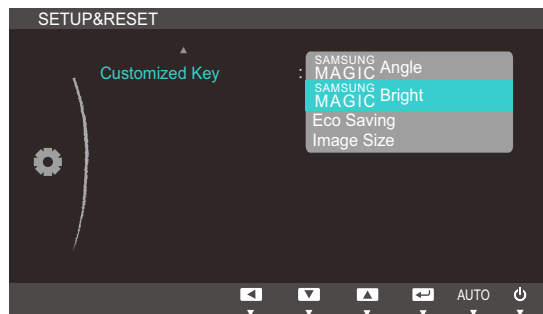 SETUP&RESET
Customized Key : SAMSUNG MAGIC Angle
SAMSUNG MAGIC Bright
Eco Saving
Image Size
AUTO